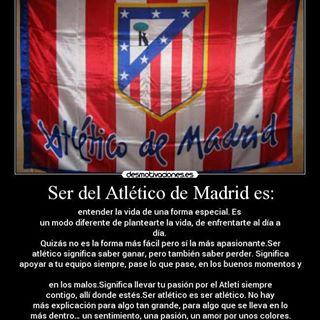 Atlético de Madrid
desmotivaciones.es
Ser del Atlético de Madrid es:
entender la vida de una forma especial. Es
un modo diferente de plantearte la vida, de enfrentarte al día a
día.
Quizás no es la forma más fácil pero sí la más apasionante.Ser
atlético significa saber ganar, pero también saber perder. Significa
apoyar a tu equipo siempre, pase lo que pase, en los buenos momentos y
en los malos.Significa llevar tu pasión por el Atleti siempre
contigo, allí donde estés.Ser atlético es ser atlético. No hay
más explicación para algo tan grande, para algo que se lleva en lo
más dentro… un sentimiento, una pasión, un amor por unos colores.